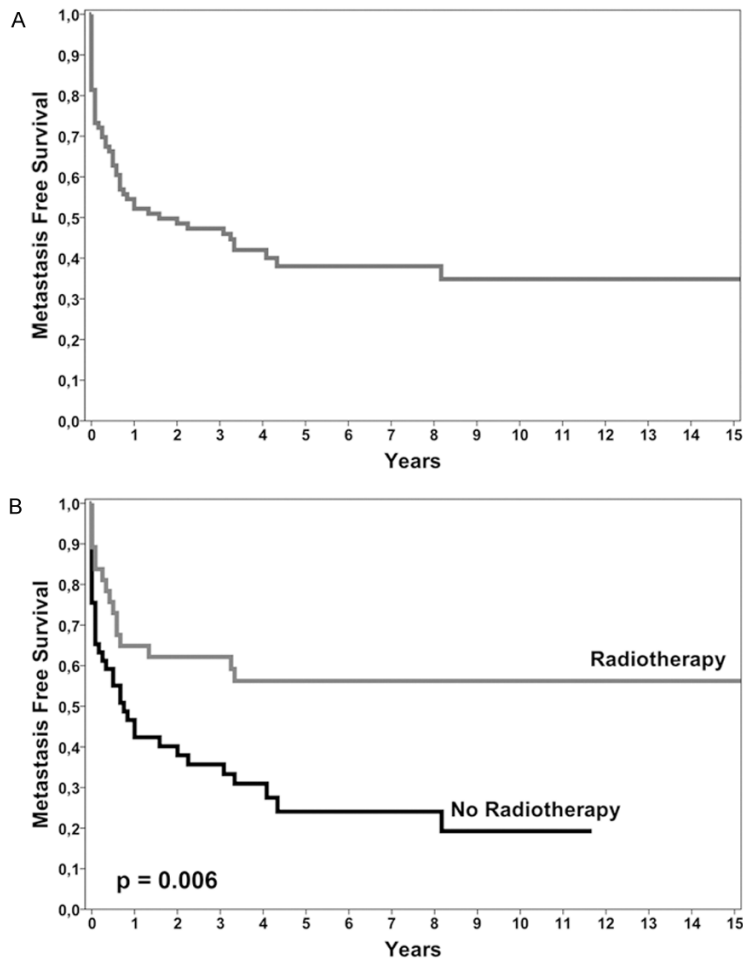 A
Metastasis Free Survival
1,0
0,9
0,8
0,7
0,6
0,5
0,4
0,3
0,2
0,1
0,0
0 1 2 3 4 5 6 7 8 9 10 11 12 13 14 15
Years
B
Metastasis Free Survival
1,0
0,9
0,8
0,7
0,6
0,5
0,4
0,3
0,2
0,1
0,0
Radiotherapy
No Radiotherapy
p = 0.006
0 1 2 3 4 5 6 7 8 9 10 11 12 13 14 15
Years